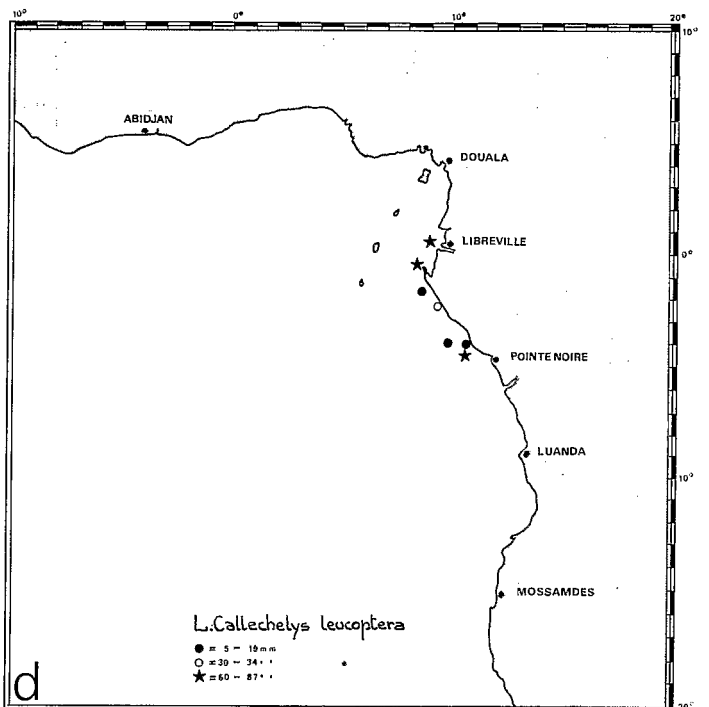 10° 0° 10° 20°
10°
ABIDJAN
DOUALA
LIBREVILLE
0°
POINTE NOIRE
LUANDA
10°
MOSSAMDES
L:Callechelys leucoptera
● = 5 - 19 mm
○ = 30 - 34 " "
★ = 60 - 87 " "
d
20°